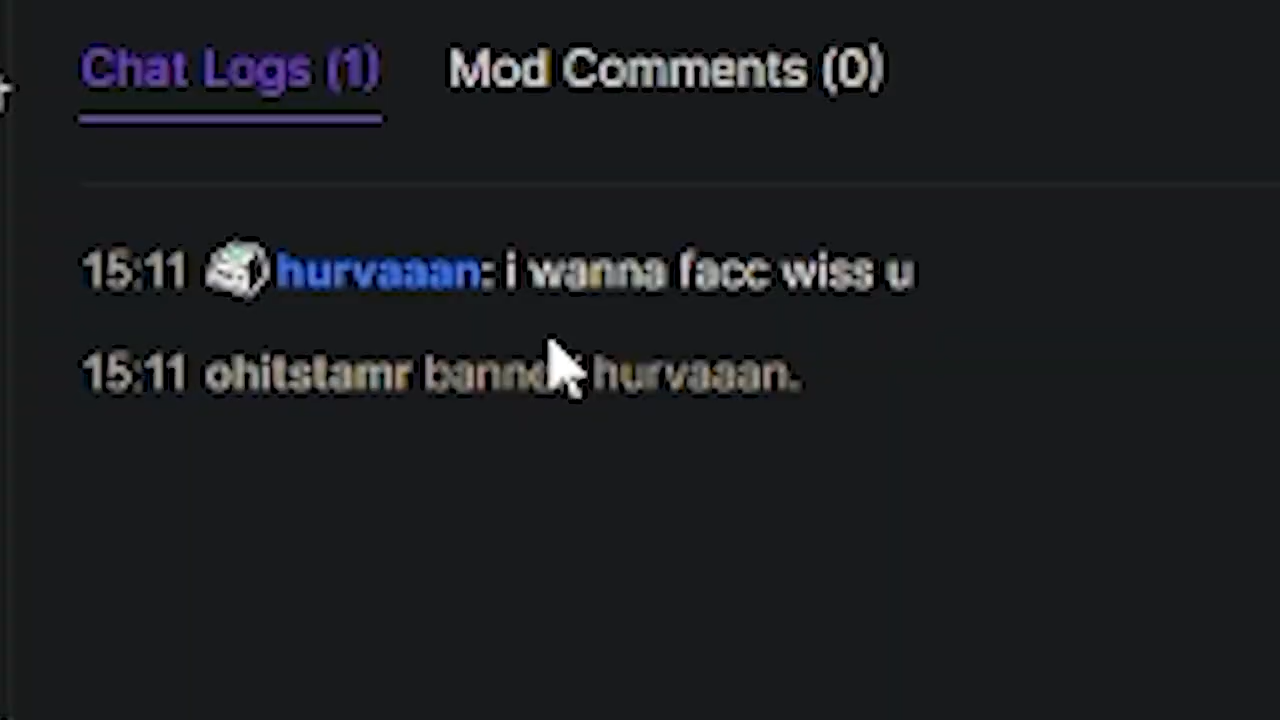 Chat Logs (1) Mod Comments (0)
15:11 hurvaaan: i wanna facc wiss u
15:11 ohitstamr banned hurvaaan.